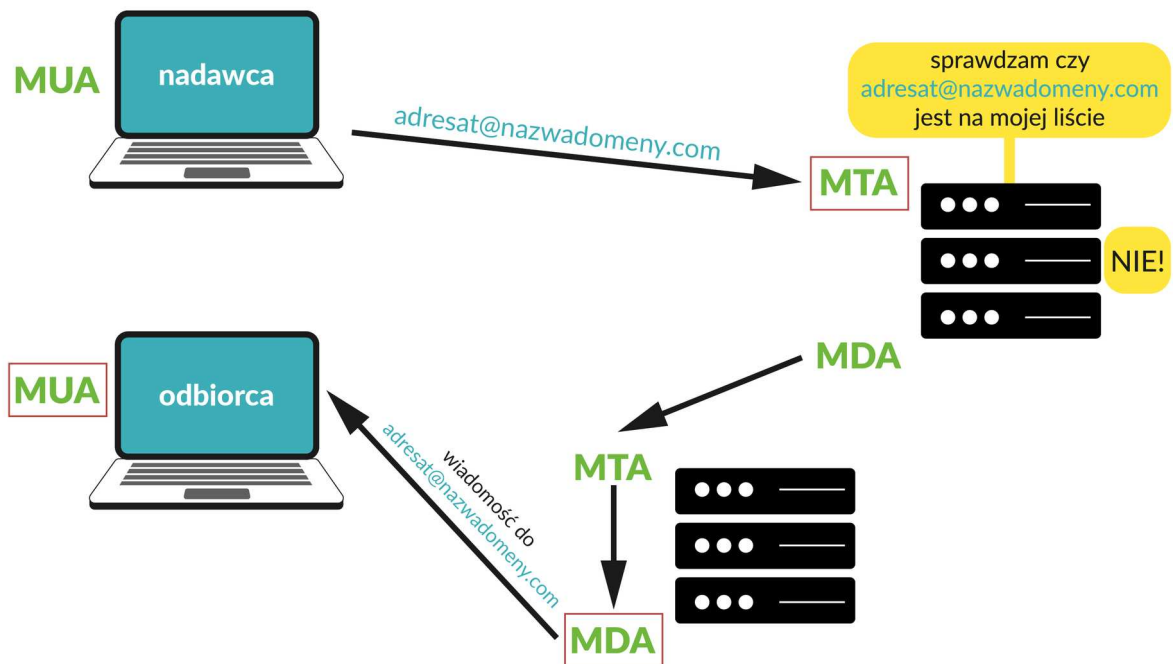 MUA
nadawca
adresat@nazwadomeny.com
sprawdzam czy
adresat@nazwadomeny.com
jest na mojej liście
MTA
NIE!
MDA
MUA
odbiorca
wiadomość do
adresat@nazwadomeny.com
MTA
MDA